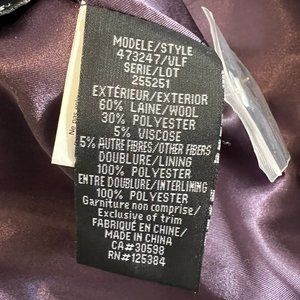 MODELE/STYLE
473247/ULF
SERIE/LOT
255251
EXTÉRIEUR/EXTERIOR
60% LAINE/WOOL
30% POLYESTER
5% VISCOSE
5% AUTRE FIBRES/OTHER FIBERS
DOUBLURE/LINING
100% POLYESTER
ENTRE DOUBLURE/INTERLINING
100% POLYESTER
Garniture non comprise/
Exclusive of trim
FABRIQUÉ EN CHINE/
MADE IN CHINA
CA#30598
RN#125384